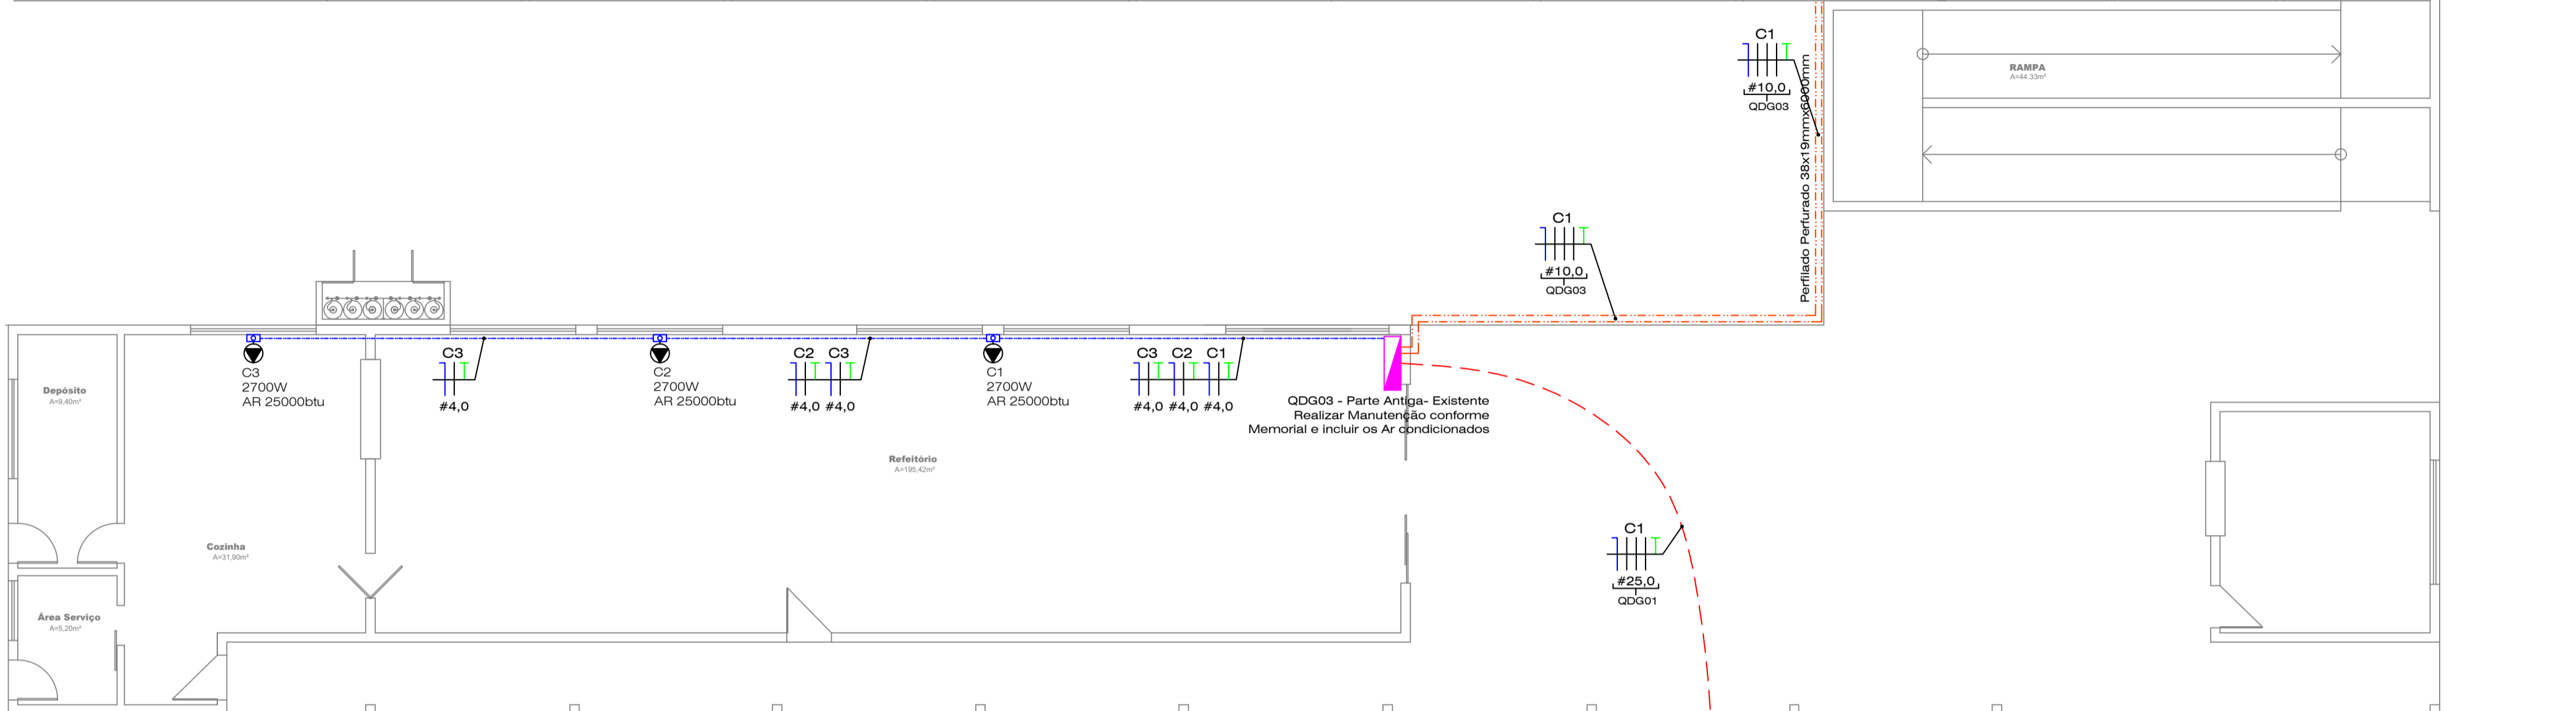 C1
#10,0
QDG03
Perfilado Perfurado 38x19mmx6000mm
RAMPA
A=44.33m²
C1
#10,0
QDG03
C3
2700W
AR 25000btu
C3
#4,0
C2
2700W
AR 25000btu
C2 C3
#4,0 #4,0
C1
2700W
AR 25000btu
C3 C2 C1
#4,0 #4,0 #4,0
QDG03 - Parte Antiga- Existente
Realizar Manutenção conforme
Memorial e incluir os Ar condicionados
Depósito
A=9,40m²
Refeitório
A=195,42m²
Cozinha
A=31,90m²
C1
#25,0
QDG01
Área Serviço
A=5,20m²